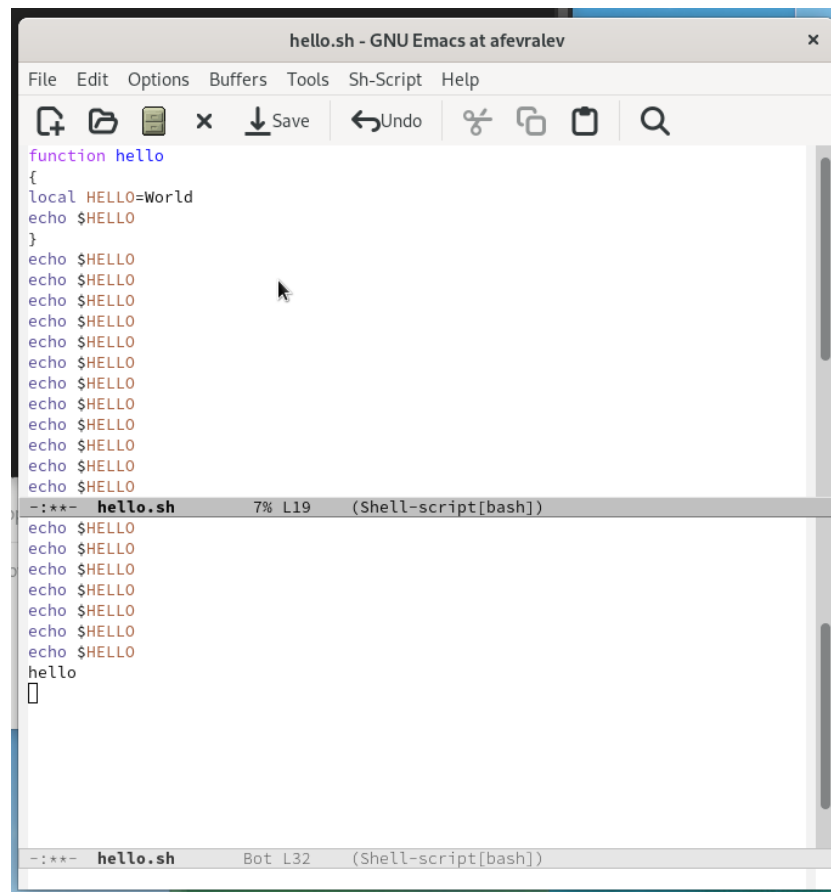 hello.sh - GNU Emacs at afevralev
File Edit Options Buffers Tools Sh-Script Help
Save Undo
function hello
{
local HELLO=World
echo $HELLO
}
echo $HELLO
echo $HELLO
echo $HELLO
echo $HELLO
echo $HELLO
echo $HELLO
echo $HELLO
echo $HELLO
echo $HELLO
echo $HELLO
echo $HELLO
echo $HELLO
-:**- hello.sh 7% L19 (Shell-script[bash])
echo $HELLO
echo $HELLO
echo $HELLO
echo $HELLO
echo $HELLO
echo $HELLO
echo $HELLO
hello
-:**- hello.sh Bot L32 (Shell-script[bash])